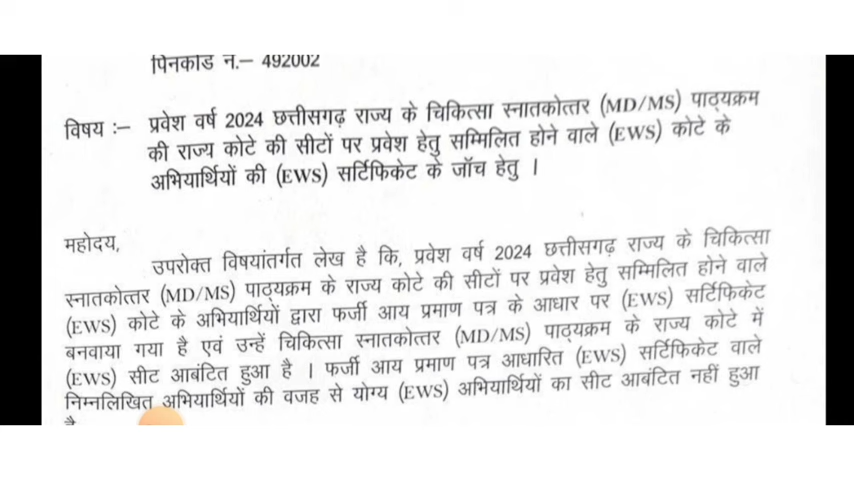 पिनकोड न.– 492002
विषय :– प्रवेश वर्ष 2024 छत्तीसगढ़ राज्य के चिकित्सा स्नातकोत्तर (MD/MS) पाठ्यक्रम
की राज्य कोटे की सीटों पर प्रवेश हेतु सम्मिलित होने वाले (EWS) कोटे के
अभियार्थियों की (EWS) सर्टिफिकेट के जॉच हेतु ।
महोदय,
उपरोक्त विषयांतर्गत लेख है कि, प्रवेश वर्ष 2024 छत्तीसगढ़ राज्य के चिकित्सा
स्नातकोत्तर (MD/MS) पाठ्यक्रम के राज्य कोटे की सीटों पर प्रवेश हेतु सम्मिलित होने वाले
(EWS) कोटे के अभियार्थियों द्वारा फर्जी आय प्रमाण पत्र के आधार पर (EWS) सर्टिफिकेट
बनवाया गया है एवं उन्हें चिकित्सा स्नातकोत्तर (MD/MS) पाठ्यक्रम के राज्य कोटे में
(EWS) सीट आबंटित हुआ है । फर्जी आय प्रमाण पत्र आधारित (EWS) सर्टिफिकेट वाले
निम्नलिखित अभियार्थियों की वजह से योग्य (EWS) अभियार्थियों का सीट आबंटित नहीं हुआ